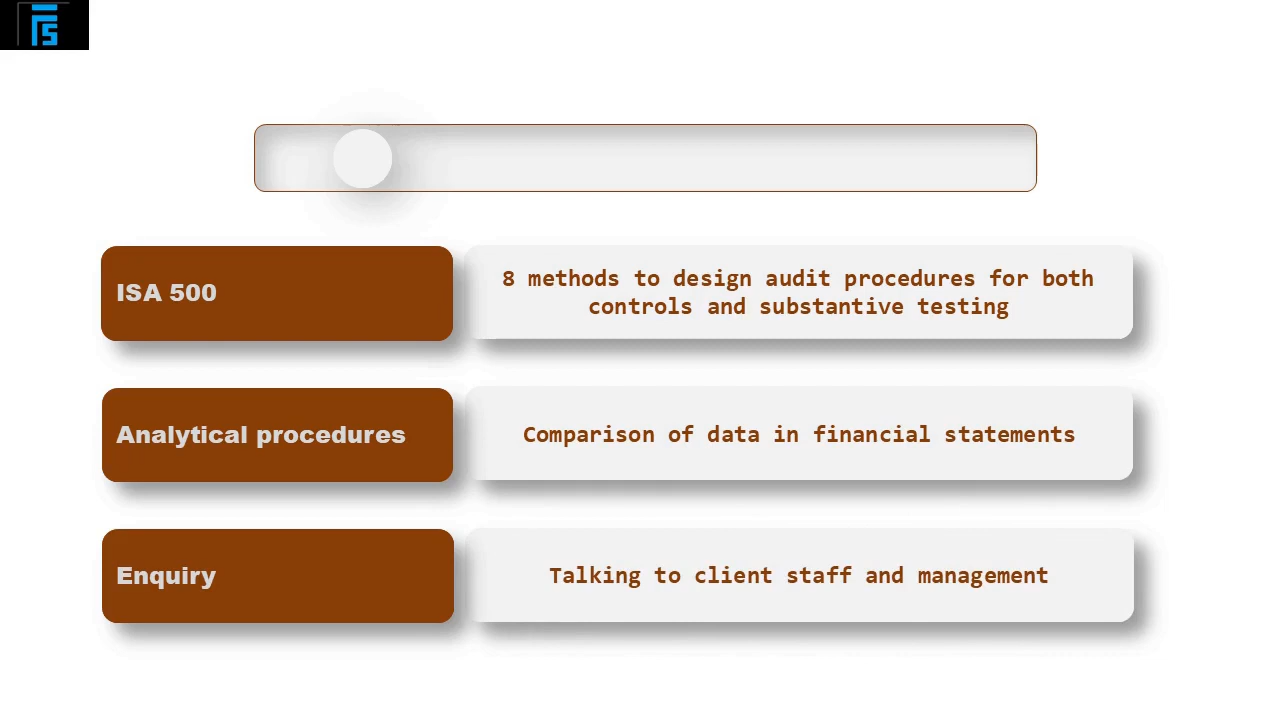 ISA 500
8 methods to design audit procedures for both
controls and substantive testing
Analytical procedures
Comparison of data in financial statements
Enquiry
Talking to client staff and management